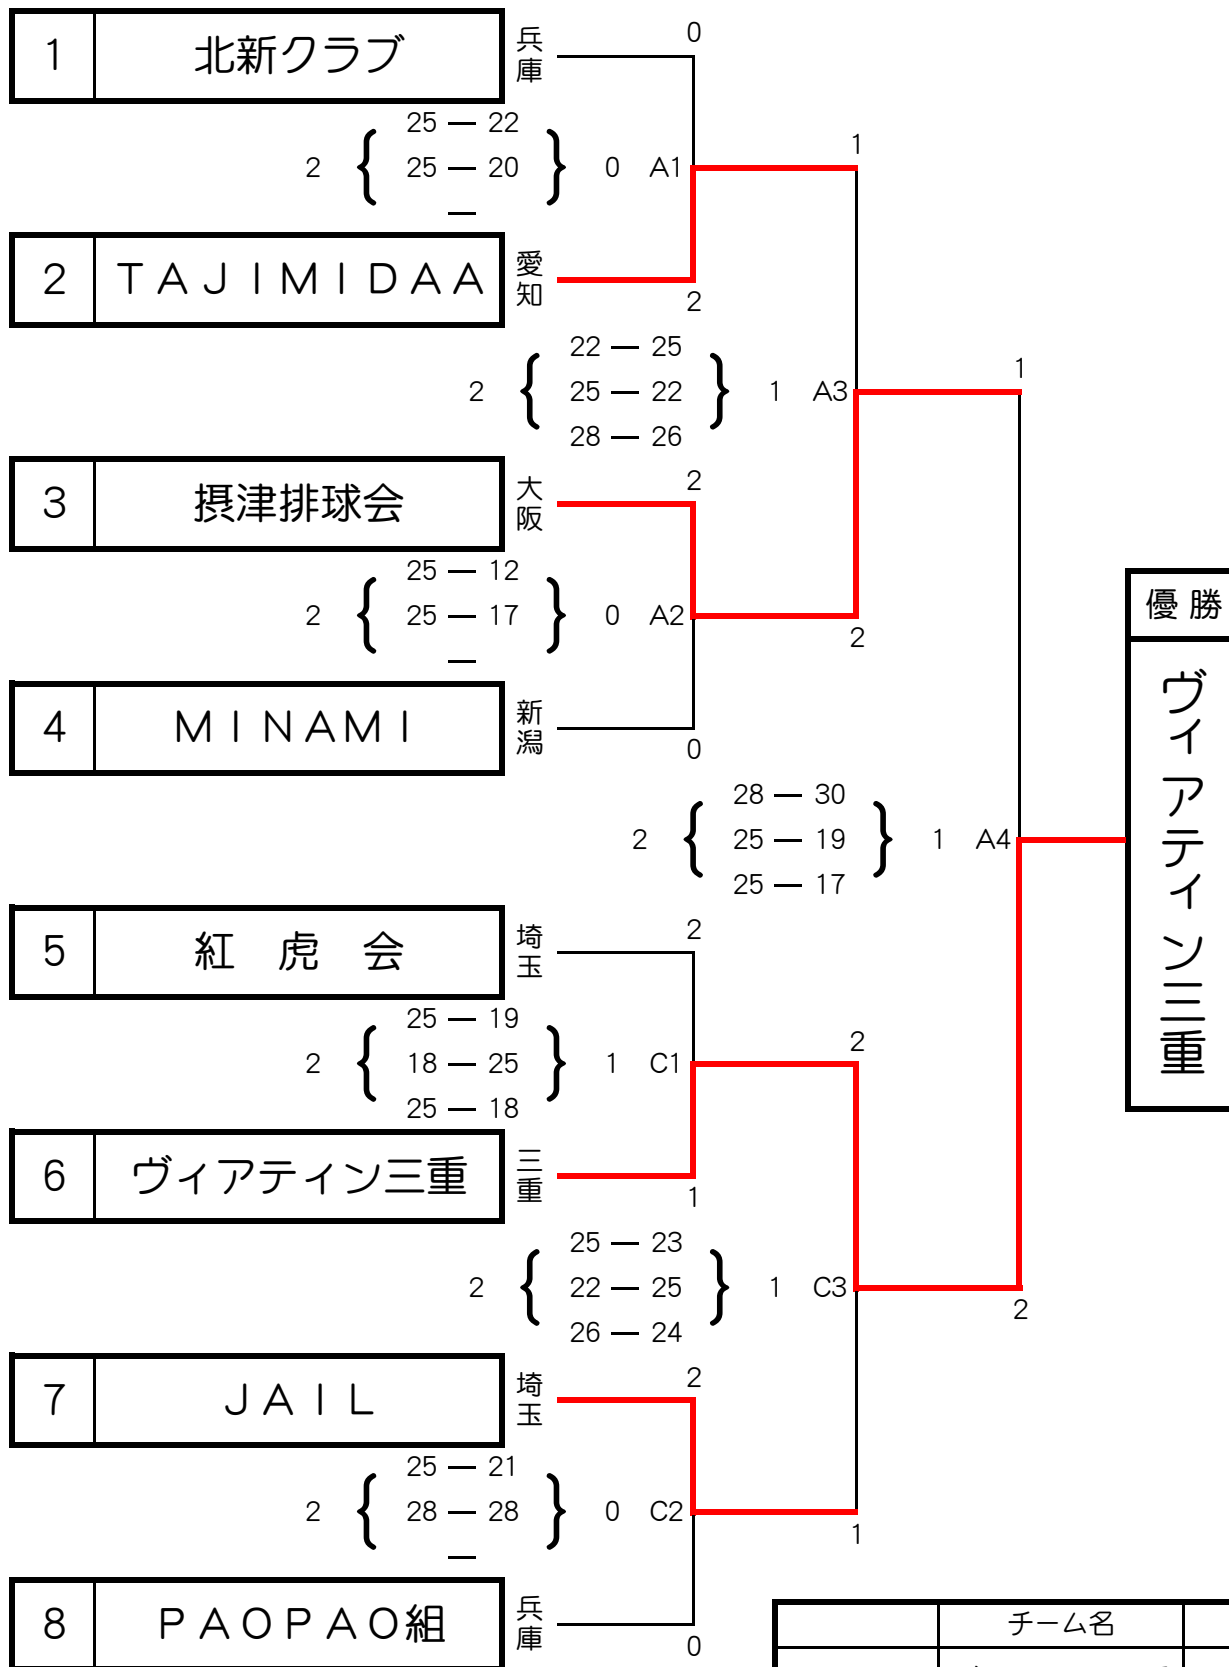 0
1 北新クラブ 兵庫
25 — 22
1
2 { 25 — 20 } 0 A1
—
2 ＴＡＪＩＭＩＤＡＡ 愛知
2
22 — 25
1
2 { 25 — 22 } 1 A3
28 — 26
2
3 摂津排球会 大阪
25 — 12
優勝
2 { 25 — 17 } 0 A2
2
—
4 ＭＩＮＡＭＩ 新潟
0
ヴィアティン三重
28 — 30
2 { 25 — 19 } 1 A4
25 — 17
2
5 紅　虎　会 埼玉
25 — 19
2
2 { 18 — 25 } 1 C1
25 — 18
6 ヴィアティン三重 三重
1
25 — 23
2 { 22 — 25 } 1 C3
2
26 — 24
2
7 ＪＡＩＬ 埼玉
25 — 21
2 { 28 — 28 } 0 C2
1
—
8 ＰＡＯＰＡＯ組 兵庫
0
チーム名